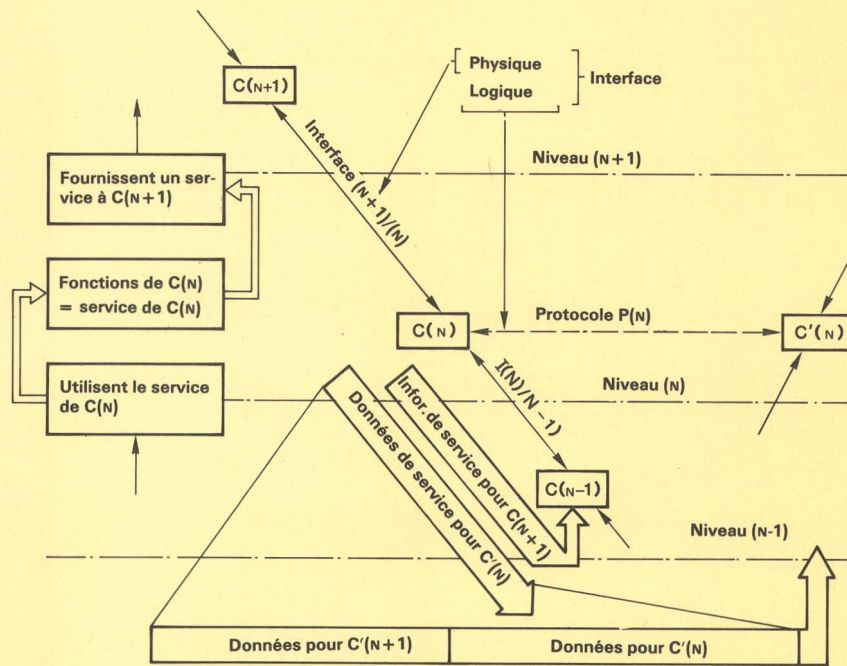 C(N+1)
Physique
Logique
Interface
Interface (N+1)/(N)
Niveau (N+1)
Fournissent un ser-
vice à C(N+1)
Fonctions de C(N)
= service de C(N)
C(N)
Protocole P(N)
C'(N)
Utilisent le service
de C(N)
Niveau (N)
I(N)/N-1)
Infor. de service pour C(N+1)
Données de service pour C'(N)
C(N-1)
Niveau (N-1)
Données pour C'(N+1)
Données pour C'(N)